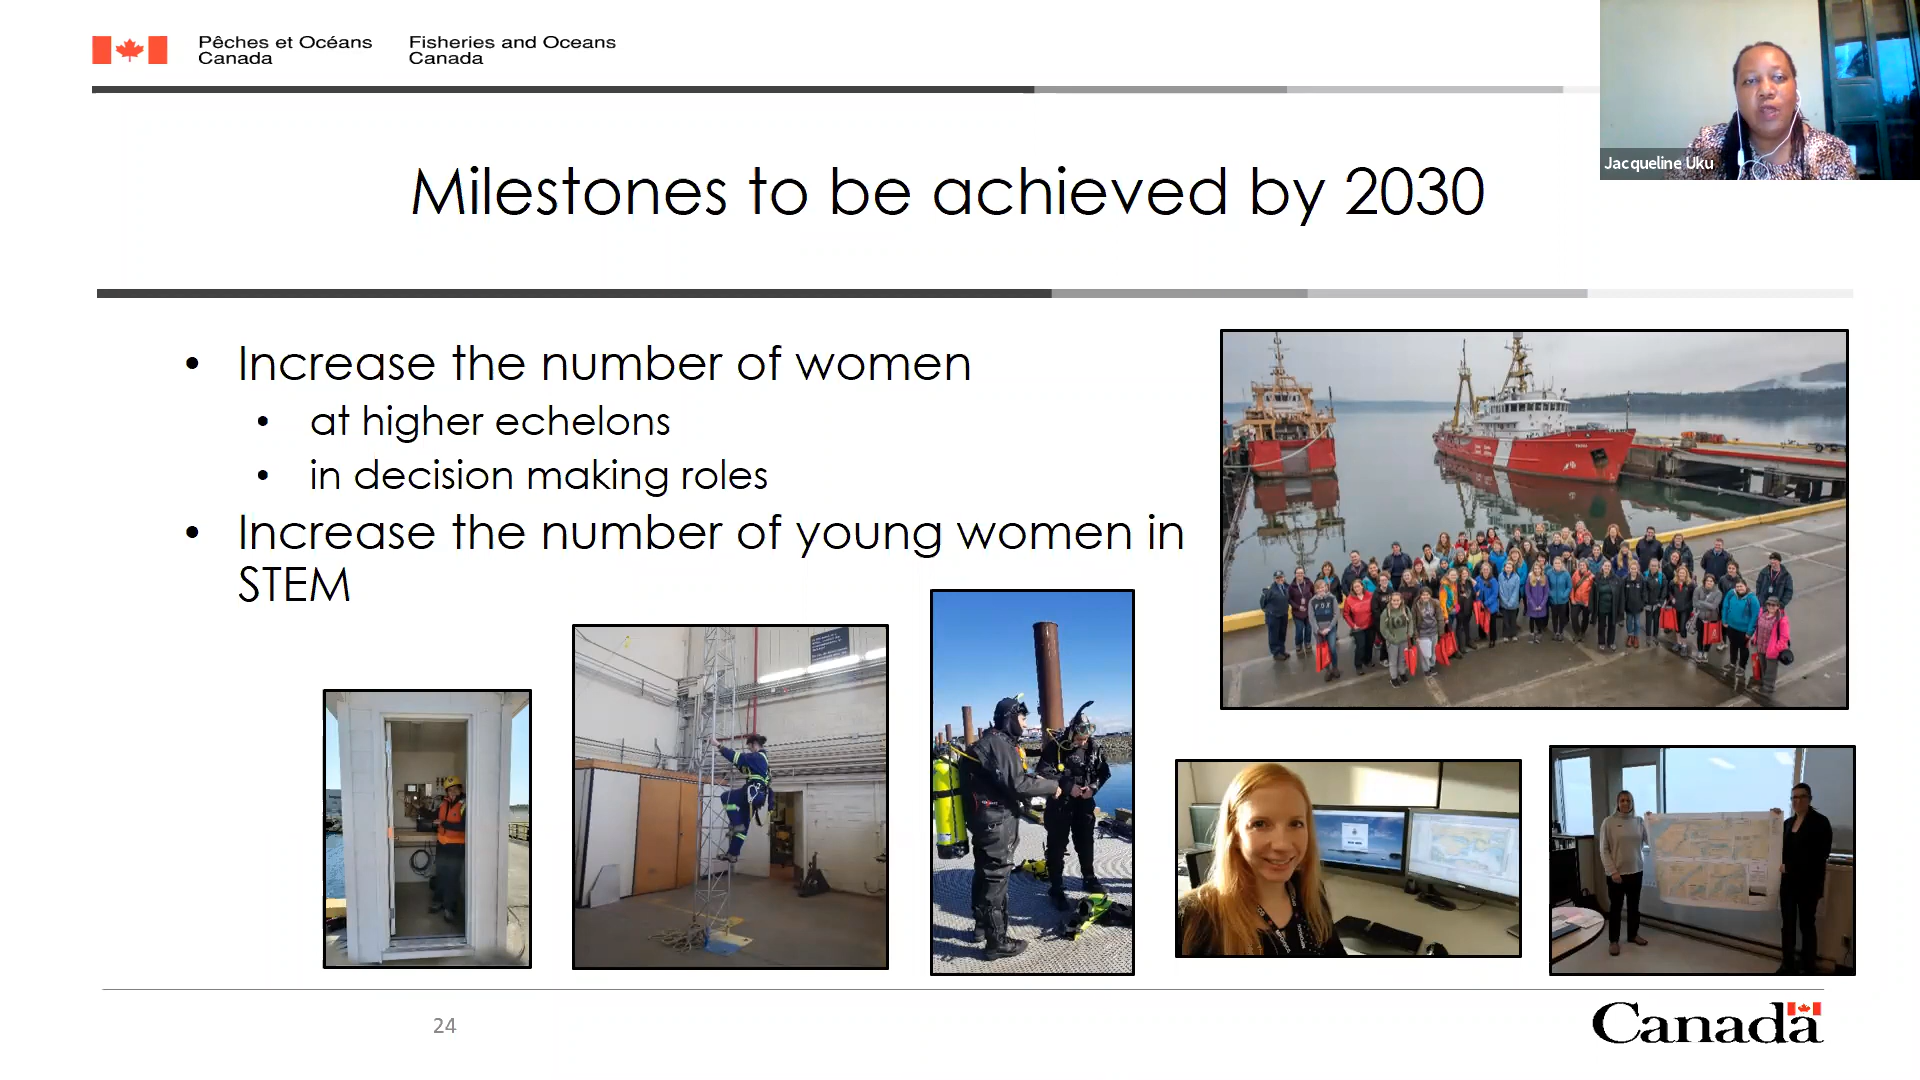 Pêches et Océans
Canada
Fisheries and Oceans
Canada
Jacqueline Uku
Milestones to be achieved by 2030
• Increase the number of women
• at higher echelons
• in decision making roles
• Increase the number of young women in
STEM
24
Canada